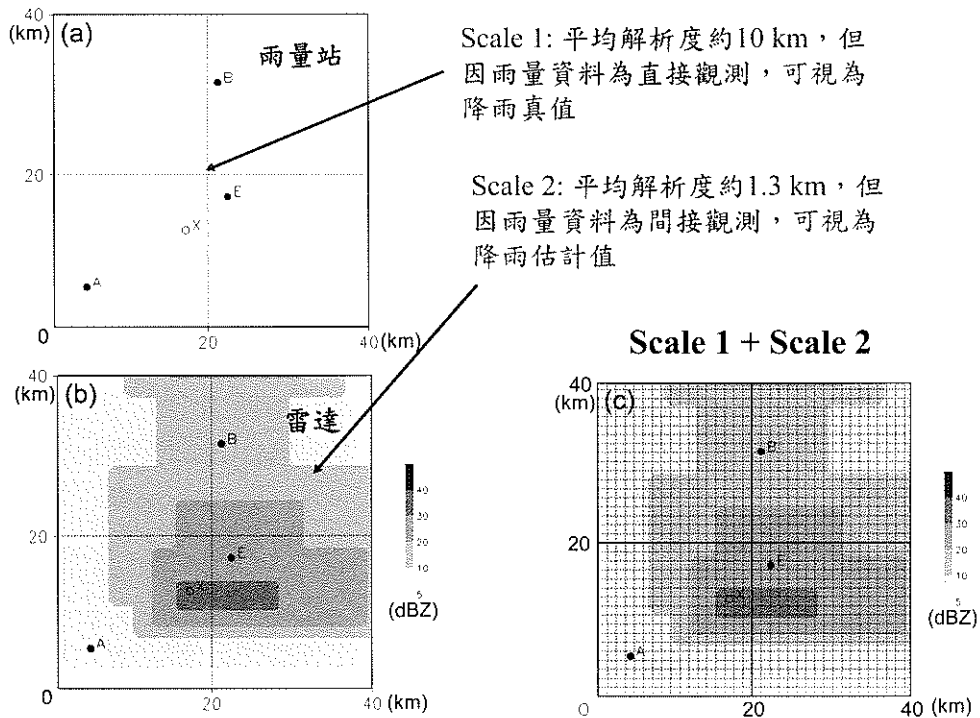 40
(km)
(a)
雨量站
B
20
E
X
A
0
20
40
(km)
Scale 1: 平均解析度約10 km，但
因雨量資料為直接觀測，可視為
降雨真值
Scale 2: 平均解析度約1.3 km，但
因雨量資料為間接觀測，可視為
降雨估計值
Scale 1 + Scale 2
40
(km)
(b)
雷達
B
20
E
X
A
0
20
40
(km)
40
30
20
10
5
(dBZ)
40
(km)
(c)
B
20
E
X
A
0
20
40
(km)
40
30
20
10
5
(dBZ)